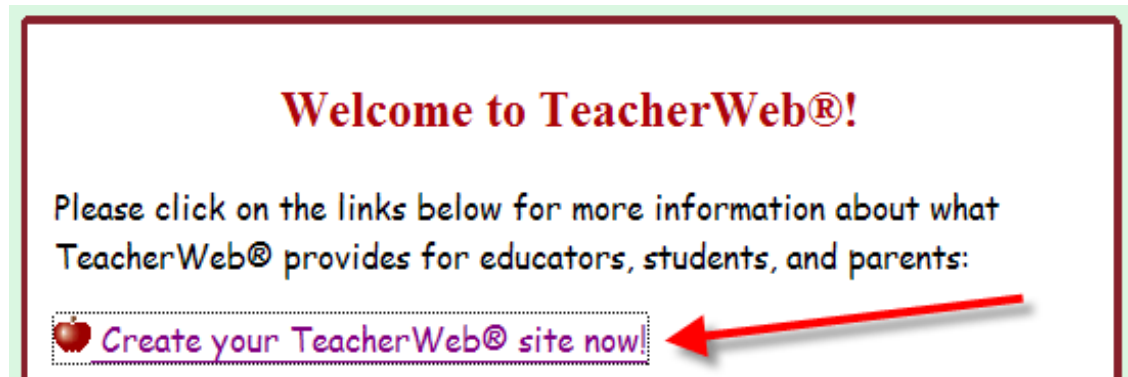 Welcome to TeacherWeb®!
Please click on the links below for more information about what
TeacherWeb® provides for educators, students, and parents:
Create your TeacherWeb® site now!